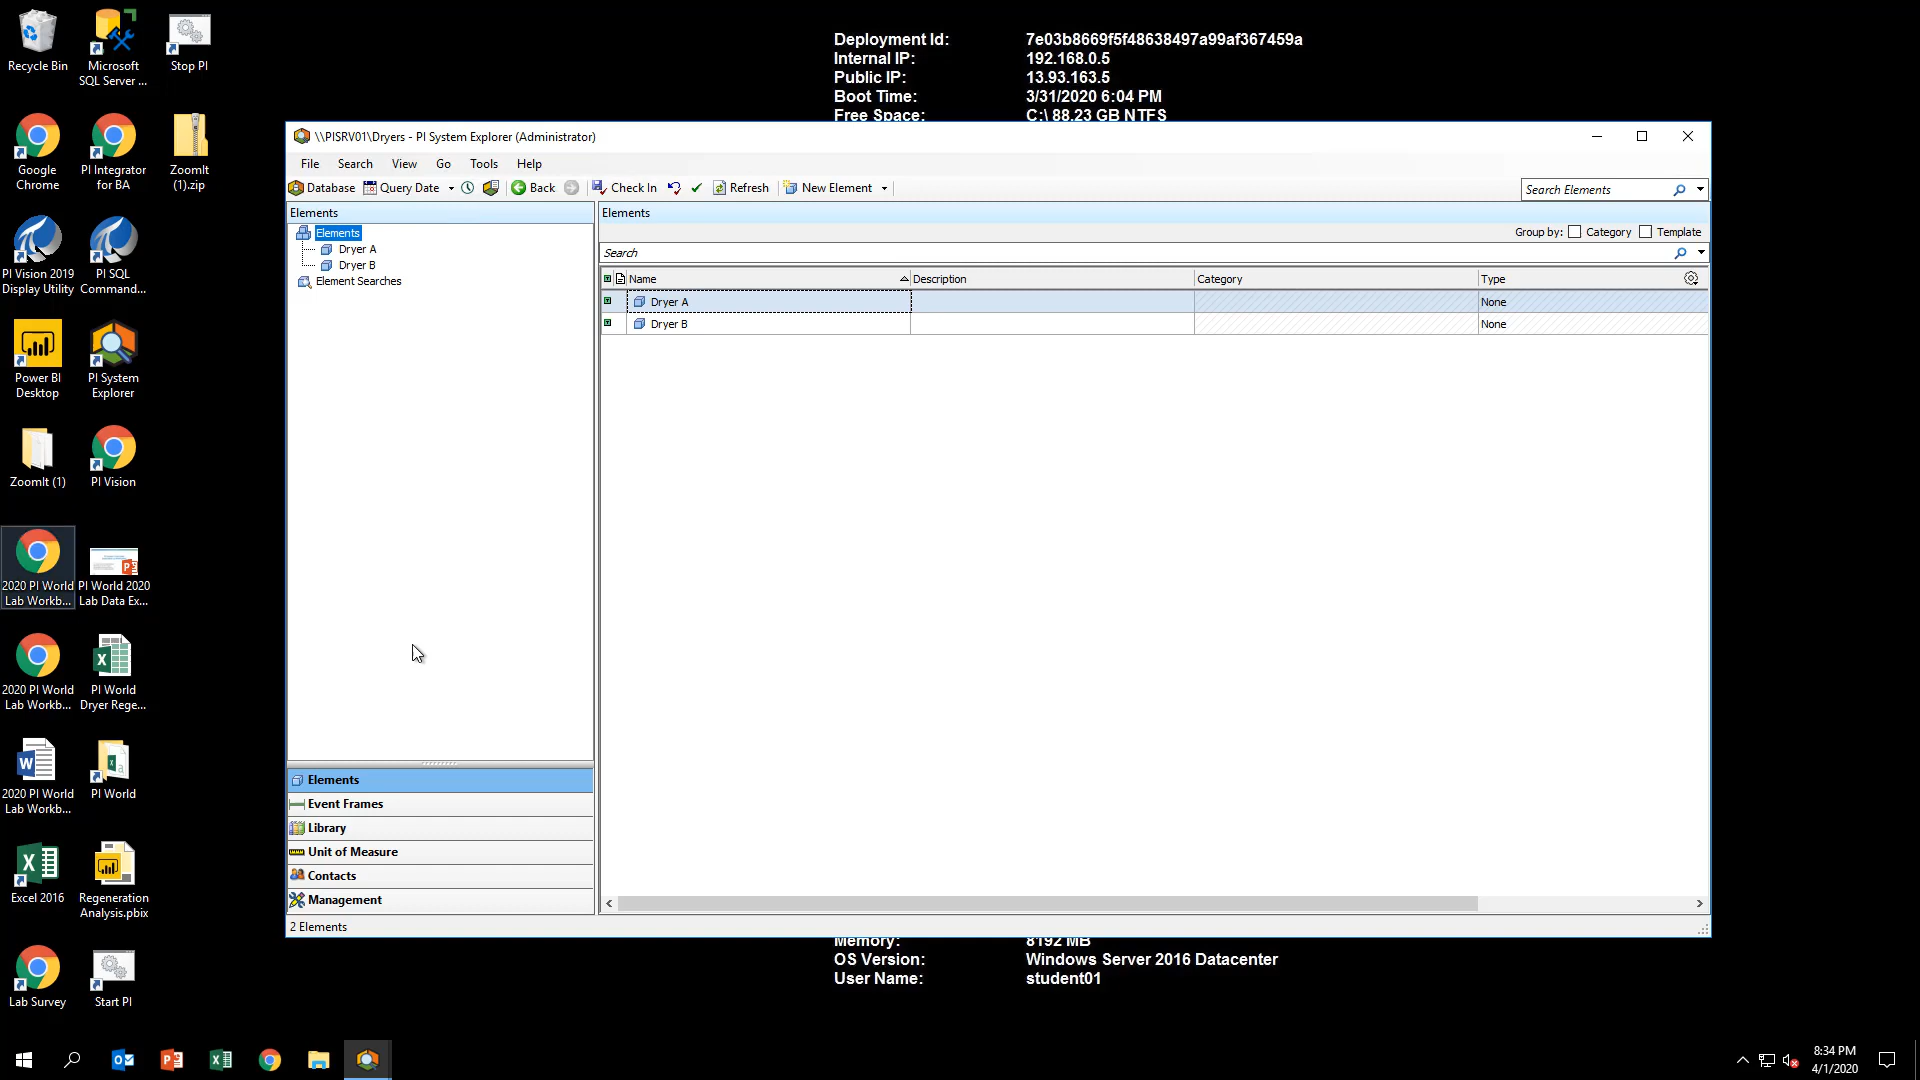 Recycle Bin
Microsoft
SQL Server ...
Stop PI
Google
Chrome
PI Integrator
for BA
ZoomIt
(1).zip
PI Vision 2019
Display Utility
PI SQL
Command...
Power BI
Desktop
PI System
Explorer
ZoomIt (1)
PI Vision
2020 PI World
Lab Workb...
PI World 2020
Lab Data Ex...
2020 PI World
Lab Workb...
PI World
Dryer Rege...
2020 PI World
Lab Workb...
PI World
Excel 2016
Regeneration
Analysis.pbix
Lab Survey
Start PI
Deployment Id: 7e03b8669f5f48638497a99af367459a
Internal IP: 192.168.0.5
Public IP: 13.93.163.5
Boot Time: 3/31/2020 6:04 PM
Free Space: C:\ 88.23 GB NTFS
\\PISRV01\Dryers - PI System Explorer (Administrator)
File Search View Go Tools Help
Database Query Date Back Check In Refresh New Element Search Elements
Elements
Elements
Dryer A
Dryer B
Element Searches
Elements
Event Frames
Library
Unit of Measure
Contacts
Management
Elements
Group by: Category Template
Search
Name Description Category Type
Dryer A None
Dryer B None
2 Elements
Memory: 8192 MB
OS Version: Windows Server 2016 Datacenter
User Name: student01
8:34 PM
4/1/2020